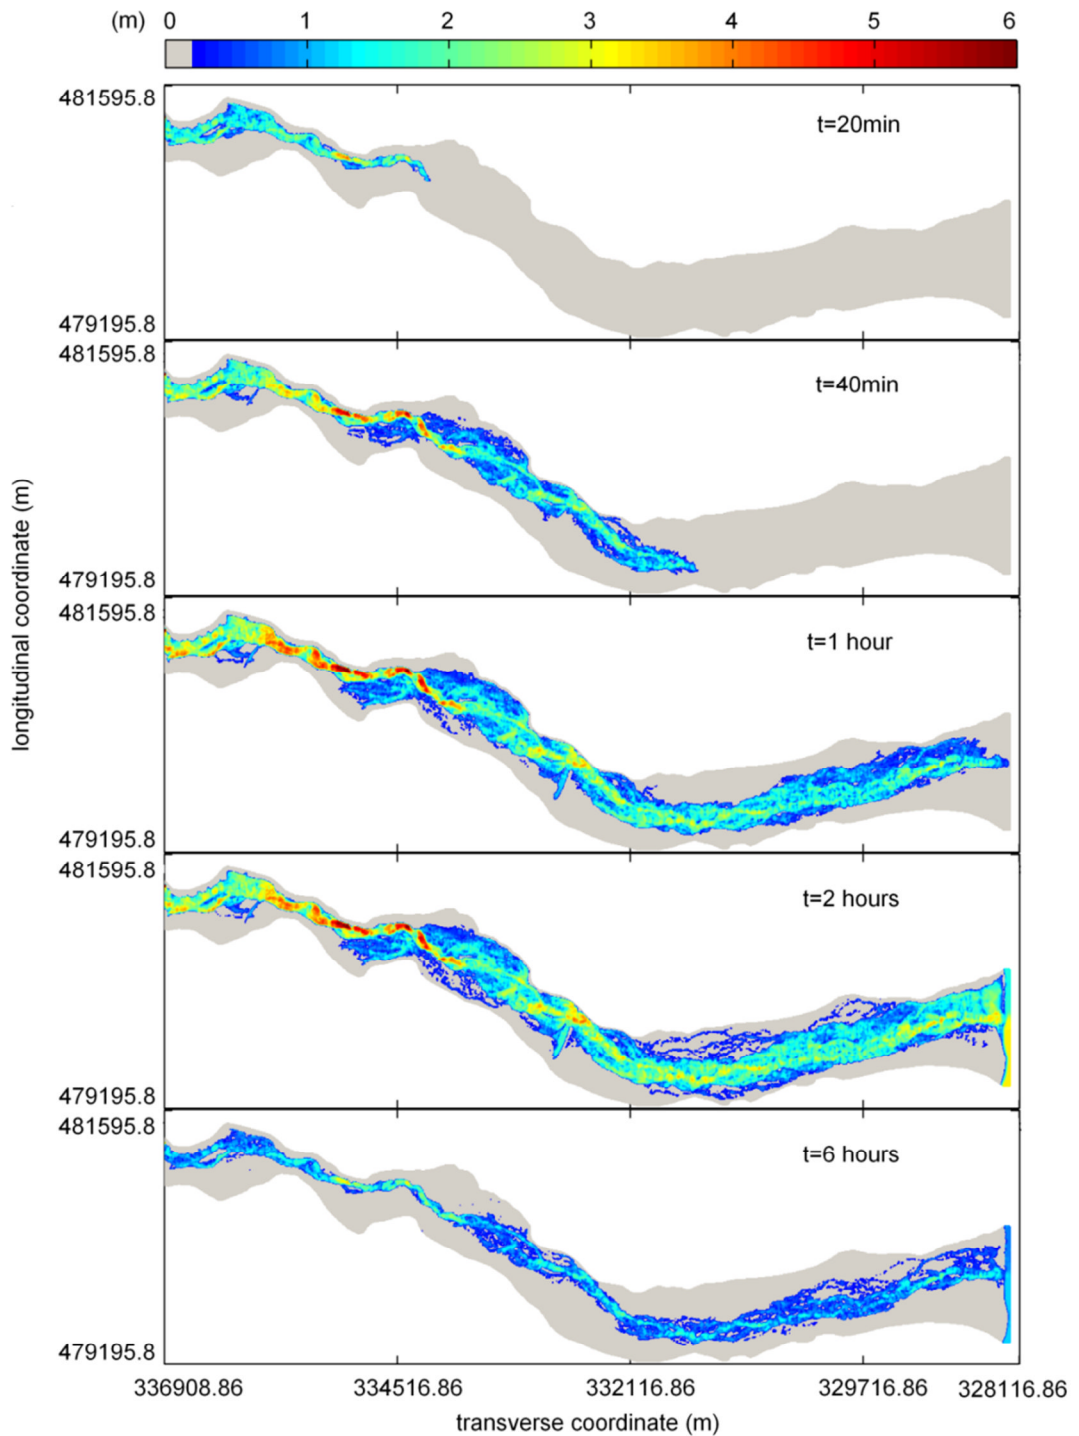 (m) 0 1 2 3 4 5 6
481595.8
t=20min
479195.8
481595.8
t=40min
479195.8
481595.8
t=1 hour
longitudinal coordinate (m)
479195.8
481595.8
t=2 hours
479195.8
481595.8
t=6 hours
479195.8
336908.86 334516.86 332116.86 329716.86 328116.86
transverse coordinate (m)